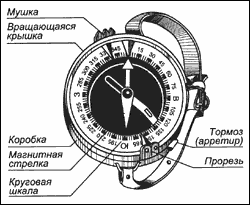 Мушка
Вращающаяся
крышка
Коробка
Магнитная
стрелка
Круговая
шкала
Тормоз
(арретир)
Прорезь